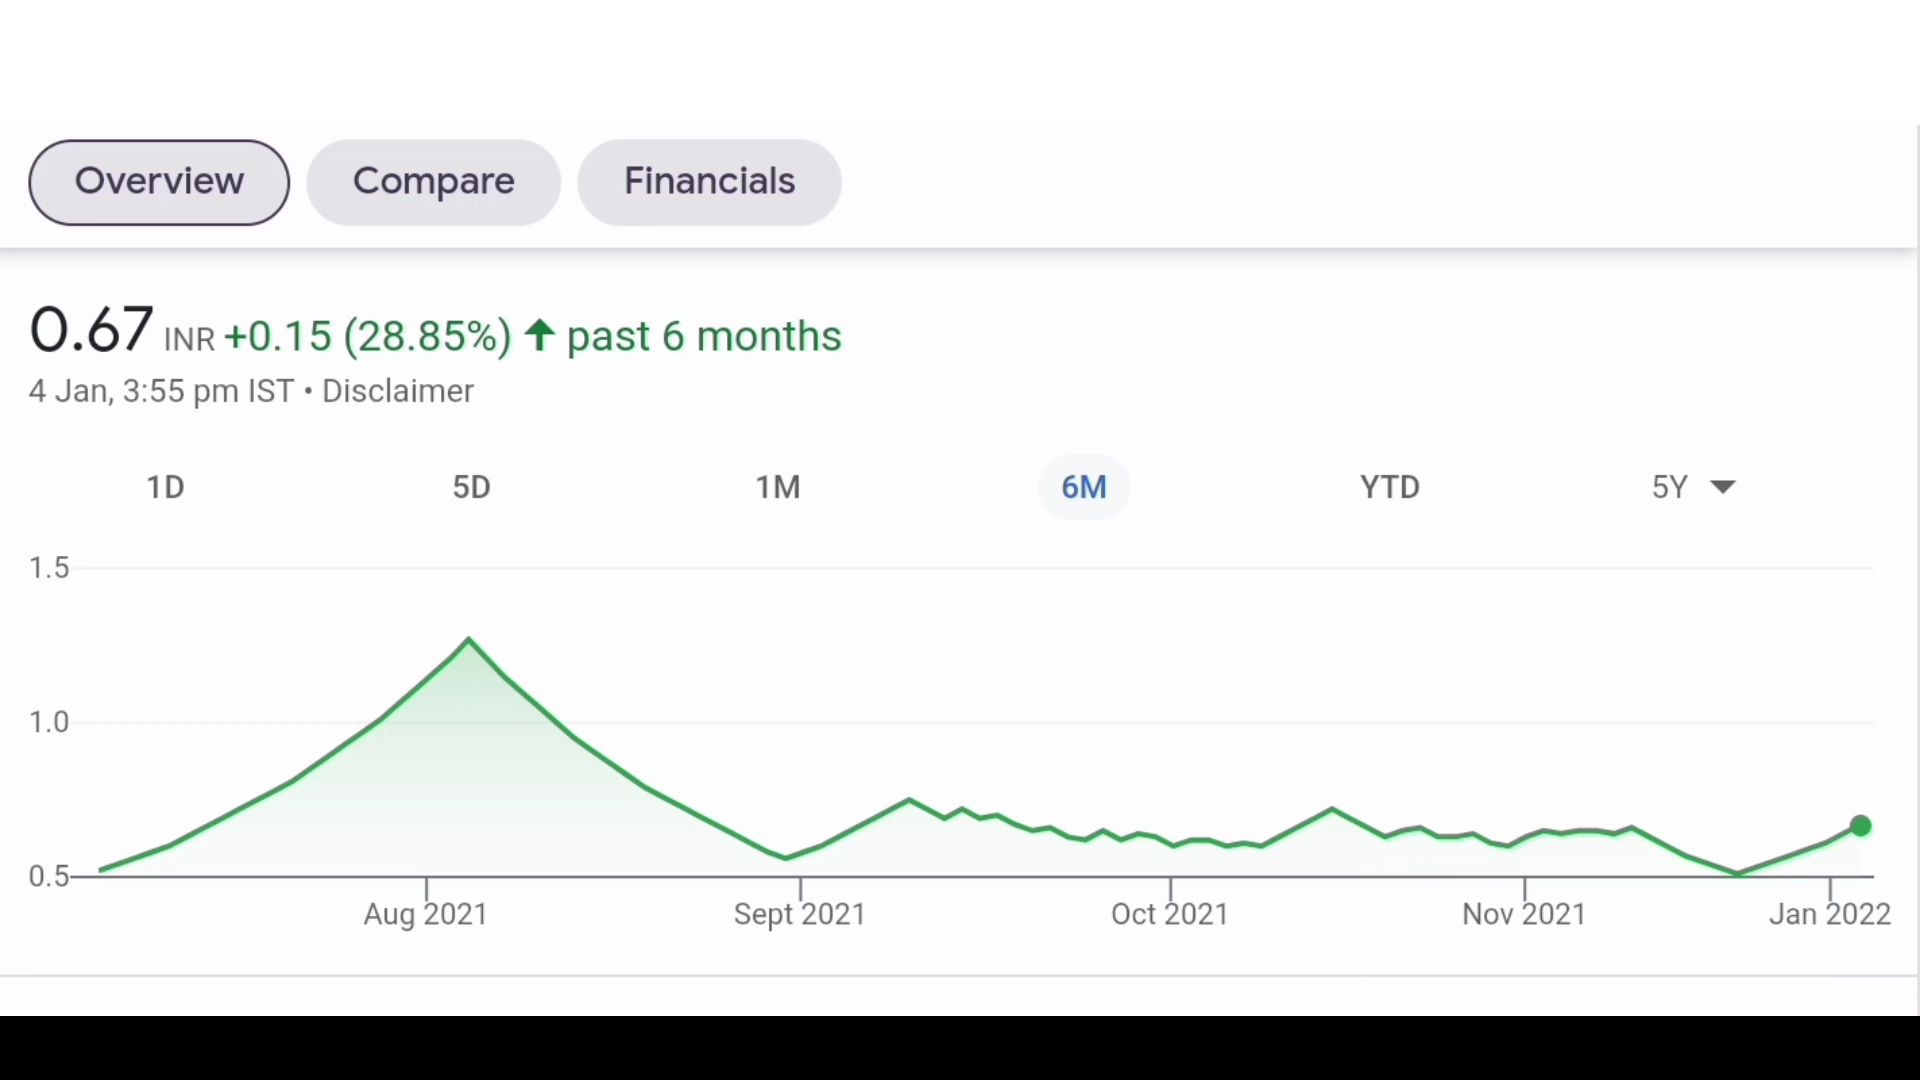 Overview Compare Financials
0.67 INR +0.15 (28.85%) ↑ past 6 months
4 Jan, 3:55 pm IST • Disclaimer
1D 5D 1M 6M YTD 5Y
1.5
1.0
0.5
Aug 2021 Sept 2021 Oct 2021 Nov 2021 Jan 2022